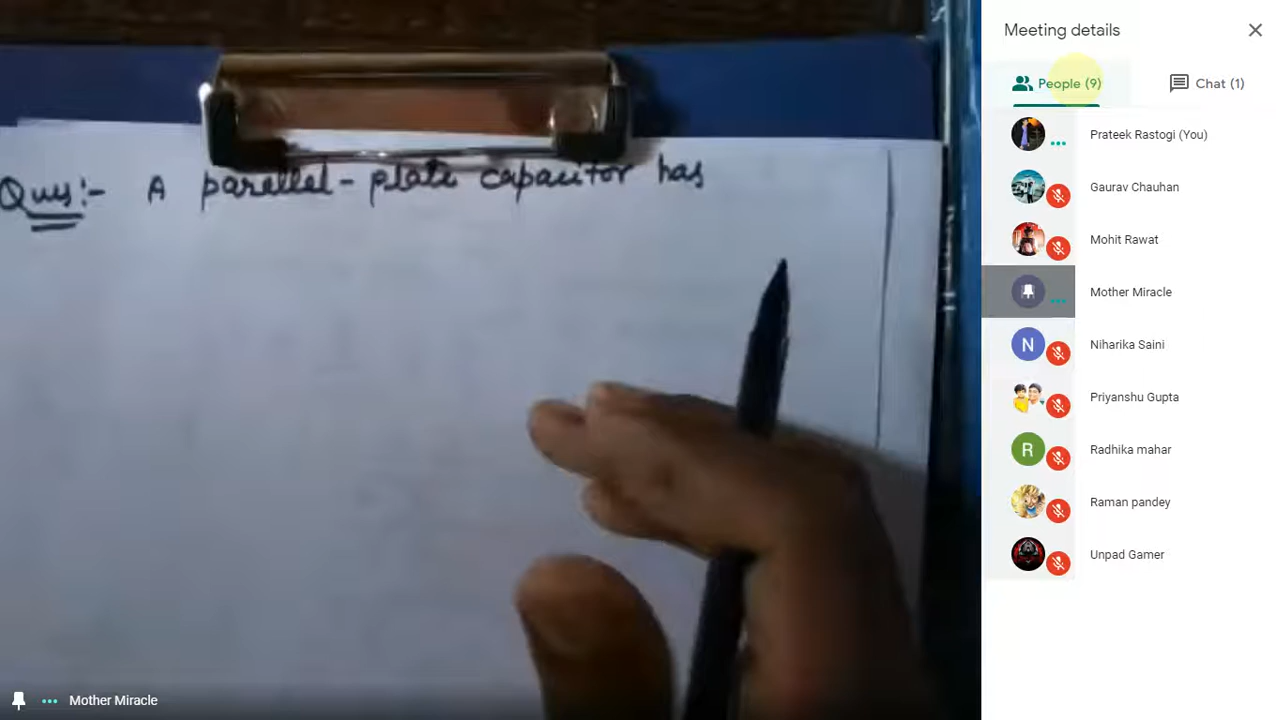 Meeting details
People (9)
Chat (1)
Ques:- A parallel-plate capacitor has
Prateek Rastogi (You)
Gaurav Chauhan
Mohit Rawat
Mother Miracle
N
Niharika Saini
Priyanshu Gupta
R
Radhika mahar
Raman pandey
Unpad Gamer
Mother Miracle